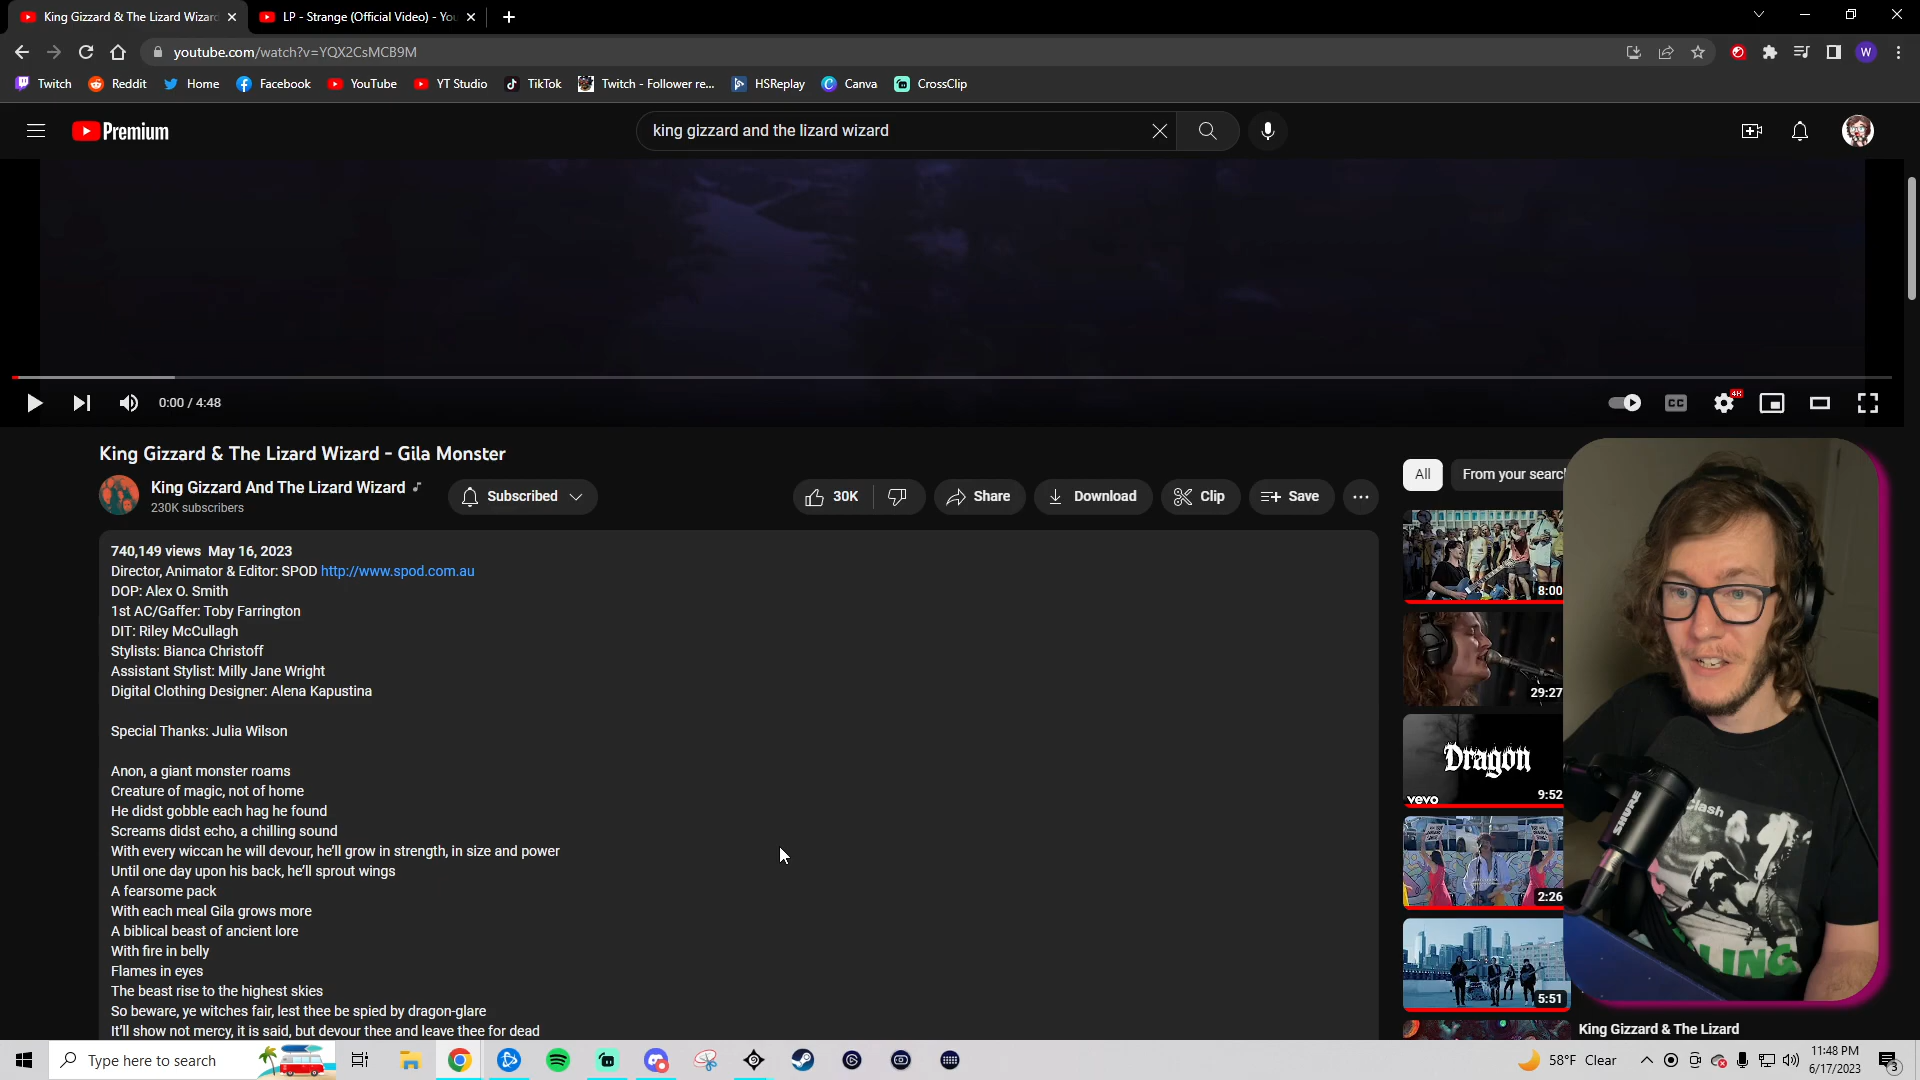 King Gizzard & The Lizard Wizard
LP - Strange (Official Video) - You
youtube.com/watch?v=YQX2CsMCB9M
W
Twitch
Reddit
Home
Facebook
YouTube
YT Studio
TikTok
Twitch - Follower re...
HSReplay
Canva
CrossClip
Premium
king gizzard and the lizard wizard
0:00 / 4:48
CC
4K
King Gizzard & The Lizard Wizard - Gila Monster
King Gizzard And The Lizard Wizard
230K subscribers
Subscribed
30K
Share
Download
Clip
Save
All
From your search
740,149 views May 16, 2023
Director, Animator & Editor: SPOD http://www.spod.com.au
DOP: Alex O. Smith
1st AC/Gaffer: Toby Farrington
DIT: Riley McCullagh
Stylists: Bianca Christoff
Assistant Stylist: Milly Jane Wright
Digital Clothing Designer: Alena Kapustina
Special Thanks: Julia Wilson
Anon, a giant monster roams
Creature of magic, not of home
He didst gobble each hag he found
Screams didst echo, a chilling sound
With every wiccan he will devour, he'll grow in strength, in size and power
Until one day upon his back, he'll sprout wings
A fearsome pack
With each meal Gila grows more
A biblical beast of ancient lore
With fire in belly
Flames in eyes
The beast rise to the highest skies
So beware, ye witches fair, lest thee be spied by dragon-glare
It'll show not mercy, it is said, but devour thee and leave thee for dead
8:00
29:27
Dragon
vevo
9:52
2:26
5:51
King Gizzard & The Lizard
SHURE
Clash
LING
Type here to search
58°F Clear
11:48 PM
6/17/2023
3